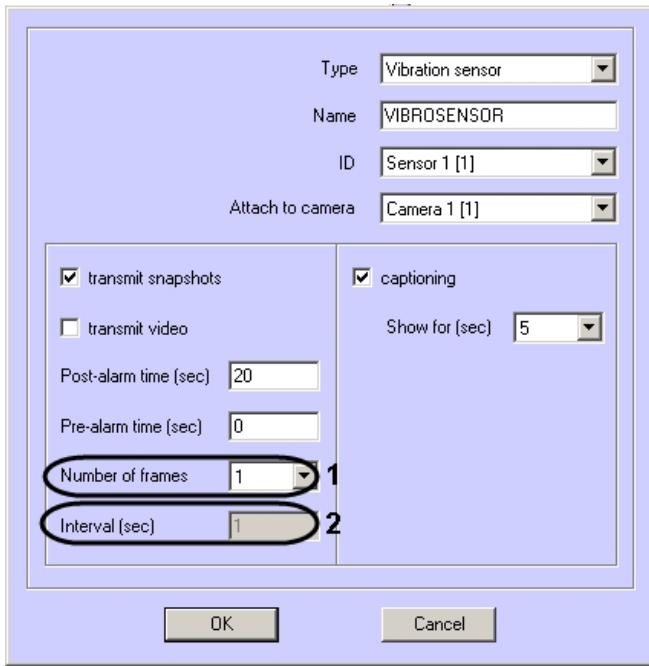 Type Vibration sensor
Name VIBROSENSOR
ID Sensor 1 [1]
Attach to camera Camera 1 [1]
transmit snapshots
transmit video
Post-alarm time (sec) 20
Pre-alarm time (sec) 0
Number of frames 1 1
Interval (sec) 1 2
captioning
Show for (sec) 5
OK Cancel